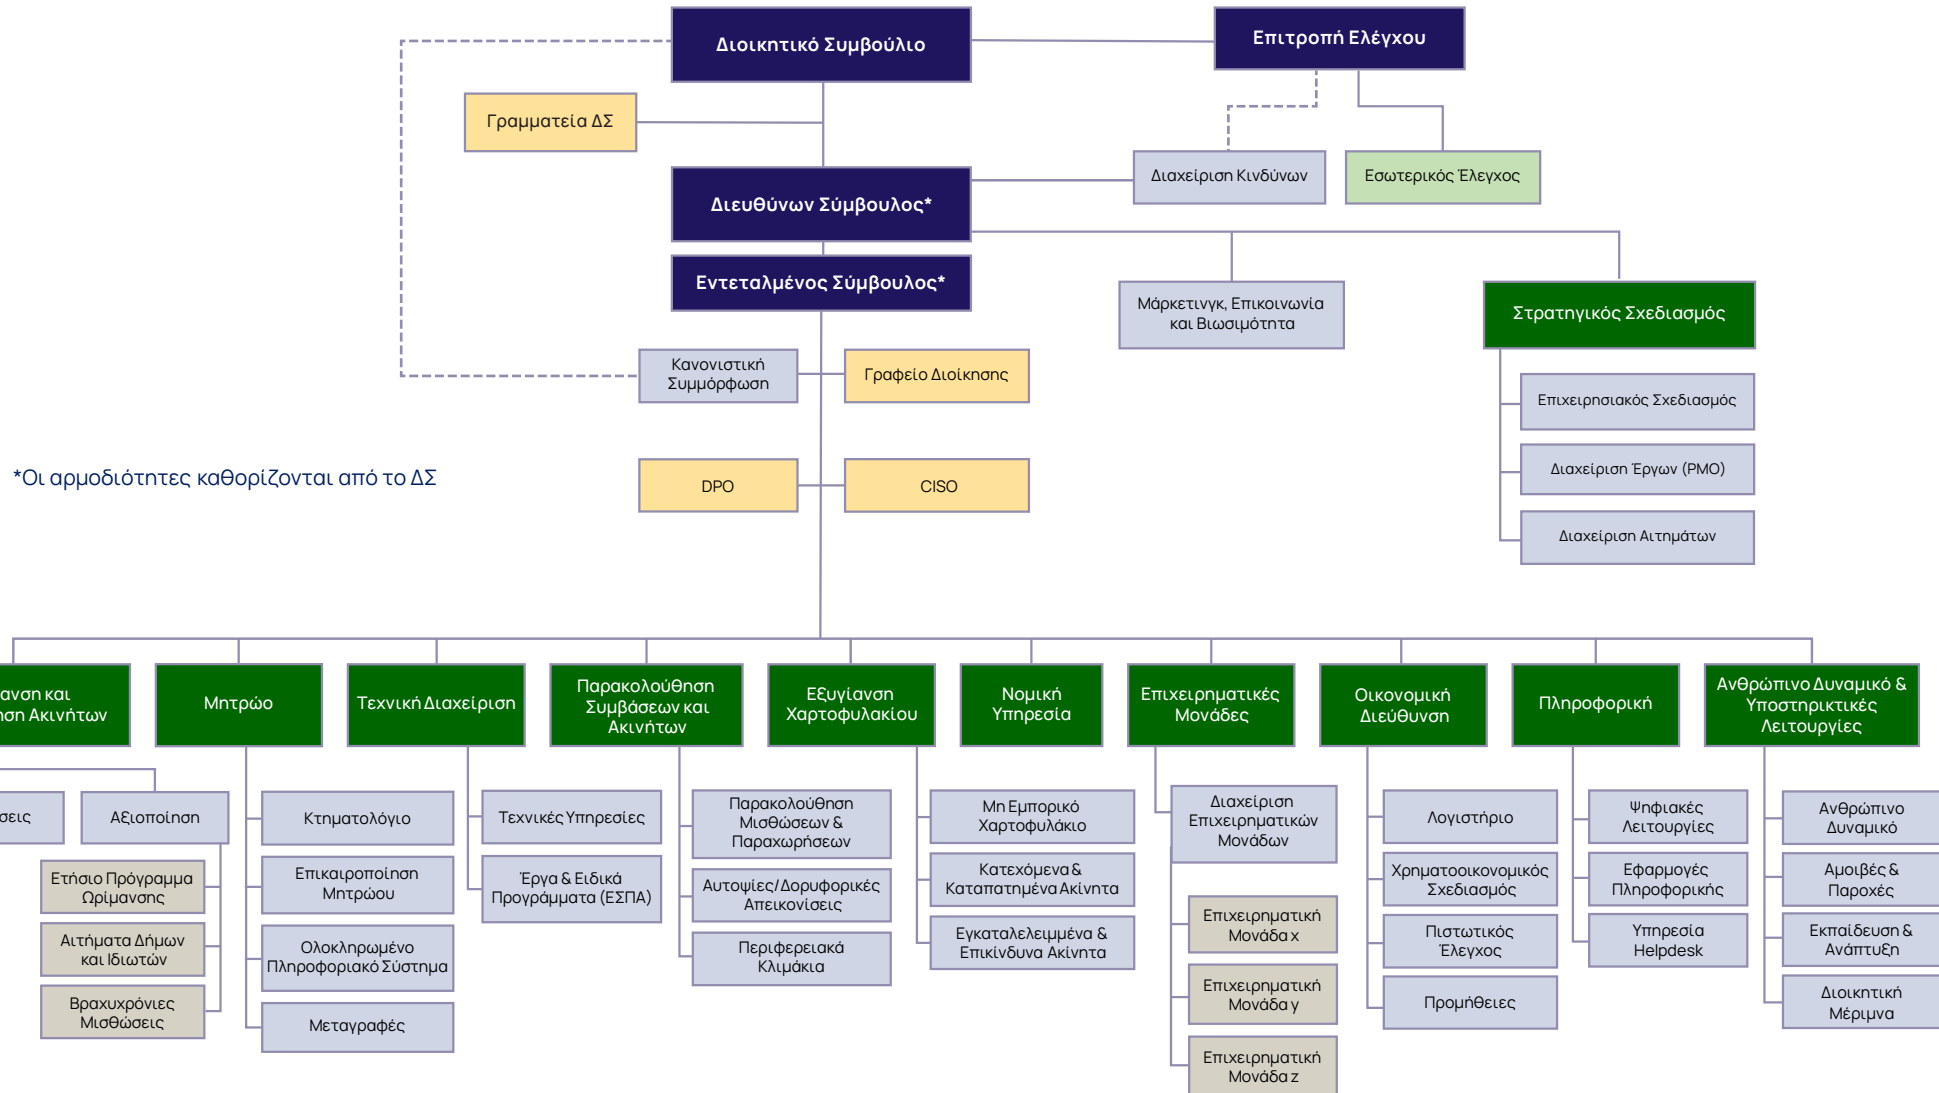 Διοικητικό Συμβούλιο
Επιτροπή Ελέγχου
Γραμματεία ΔΣ
Διαχείριση Κινδύνων
Εσωτερικός Έλεγχος
Διευθύνων Σύμβουλος*
Εντεταλμένος Σύμβουλος*
Μάρκετινγκ, Επικοινωνία
και Βιωσιμότητα
Στρατηγικός Σχεδιασμός
Κανονιστική
Συμμόρφωση
Γραφείο Διοίκησης
Επιχειρησιακός Σχεδιασμός
Διαχείριση Έργων (PMO)
Διαχείριση Αιτημάτων
*Οι αρμοδιότητες καθορίζονται από το ΔΣ
DPO
CISO
ανση και
ηση Ακινήτων
Μητρώο
Τεχνική Διαχείριση
Παρακολούθηση
Συμβάσεων και
Ακινήτων
Εξυγίανση
Χαρτοφυλακίου
Νομική
Υπηρεσία
Επιχειρηματικές
Μονάδες
Οικονομική
Διεύθυνση
Πληροφορική
Ανθρώπινο Δυναμικό &
Υποστηρικτικές
Λειτουργίες
σεις
Αξιοποίηση
Ετήσιο Πρόγραμμα
Ωρίμανσης
Αιτήματα Δήμων
και Ιδιωτών
Βραχυχρόνιες
Μισθώσεις
Κτηματολόγιο
Επικαιροποίηση
Μητρώου
Ολοκληρωμένο
Πληροφοριακό Σύστημα
Μεταγραφές
Τεχνικές Υπηρεσίες
Έργα & Ειδικά
Προγράμματα (ΕΣΠΑ)
Παρακολούθηση
Μισθώσεων &
Παραχωρήσεων
Αυτοψίες/Δορυφορικές
Απεικονίσεις
Περιφερειακά
Κλιμάκια
Μη Εμπορικό
Χαρτοφυλάκιο
Κατεχόμενα &
Καταπατημένα Ακίνητα
Εγκαταλελειμμένα &
Επικίνδυνα Ακίνητα
Διαχείριση
Επιχειρηματικών
Μονάδων
Επιχειρηματική
Μονάδα x
Επιχειρηματική
Μονάδα y
Επιχειρηματική
Μονάδα z
Λογιστήριο
Χρηματοοικονομικός
Σχεδιασμός
Πιστωτικός
Έλεγχος
Προμήθειες
Ψηφιακές
Λειτουργίες
Εφαρμογές
Πληροφορικής
Υπηρεσία
Helpdesk
Ανθρώπινο
Δυναμικό
Αμοιβές &
Παροχές
Εκπαίδευση &
Ανάπτυξη
Διοικητική
Μέριμνα